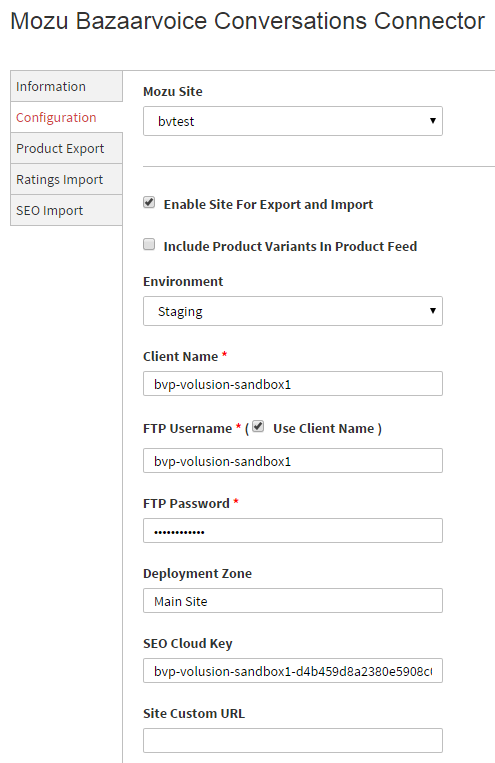 Mozu Bazaarvoice Conversations Connector
Information
Configuration
Product Export
Ratings Import
SEO Import
Mozu Site
bvtest
Enable Site For Export and Import
Include Product Variants In Product Feed
Environment
Staging
Client Name *
bvp-volusion-sandbox1
FTP Username * ( Use Client Name )
bvp-volusion-sandbox1
FTP Password *
••••••••••••
Deployment Zone
Main Site
SEO Cloud Key
bvp-volusion-sandbox1-d4b459d8a2380e5908c
Site Custom URL